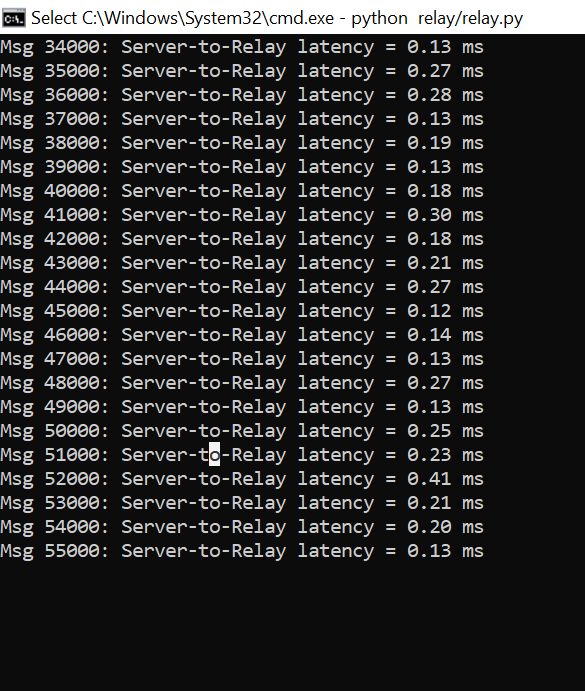 Select C:\Windows\System32\cmd.exe - python  relay/relay.py
Msg 34000: Server-to-Relay latency = 0.13 ms
Msg 35000: Server-to-Relay latency = 0.27 ms
Msg 36000: Server-to-Relay latency = 0.28 ms
Msg 37000: Server-to-Relay latency = 0.13 ms
Msg 38000: Server-to-Relay latency = 0.19 ms
Msg 39000: Server-to-Relay latency = 0.13 ms
Msg 40000: Server-to-Relay latency = 0.18 ms
Msg 41000: Server-to-Relay latency = 0.30 ms
Msg 42000: Server-to-Relay latency = 0.18 ms
Msg 43000: Server-to-Relay latency = 0.21 ms
Msg 44000: Server-to-Relay latency = 0.27 ms
Msg 45000: Server-to-Relay latency = 0.12 ms
Msg 46000: Server-to-Relay latency = 0.14 ms
Msg 47000: Server-to-Relay latency = 0.13 ms
Msg 48000: Server-to-Relay latency = 0.27 ms
Msg 49000: Server-to-Relay latency = 0.13 ms
Msg 50000: Server-to-Relay latency = 0.25 ms
Msg 51000: Server-to-Relay latency = 0.23 ms
Msg 52000: Server-to-Relay latency = 0.41 ms
Msg 53000: Server-to-Relay latency = 0.21 ms
Msg 54000: Server-to-Relay latency = 0.20 ms
Msg 55000: Server-to-Relay latency = 0.13 ms